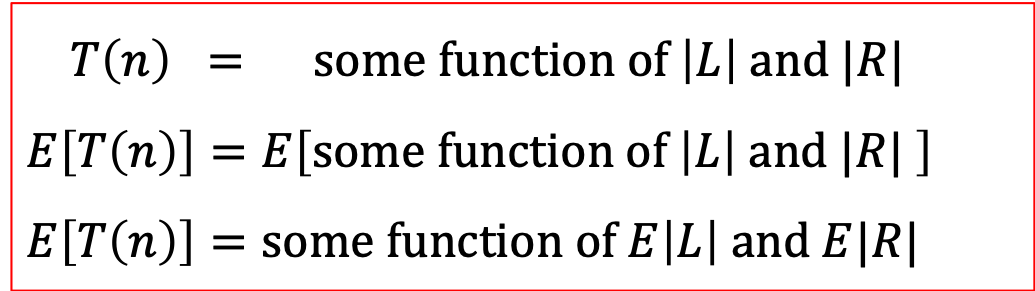 T(n) = some function of |L| and |R|
E[T(n)] = E[some function of |L| and |R| ]
E[T(n)] = some function of E|L| and E|R|